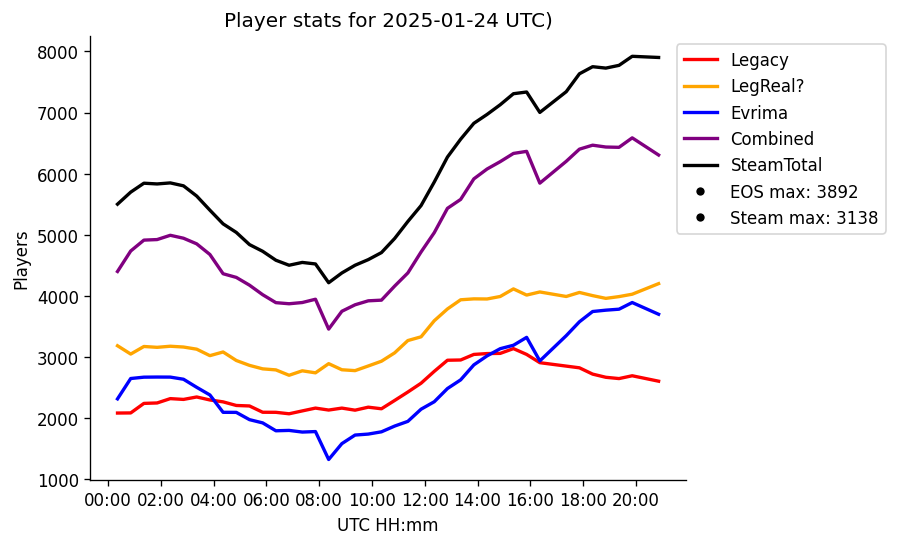 Player stats for 2025-01-24 UTC)
8000
7000
6000
5000
4000
3000
2000
1000
Players
00:00 02:00 04:00 06:00 08:00 10:00 12:00 14:00 16:00 18:00 20:00
UTC HH:mm
Legacy
LegReal?
Evrima
Combined
SteamTotal
EOS max: 3892
Steam max: 3138